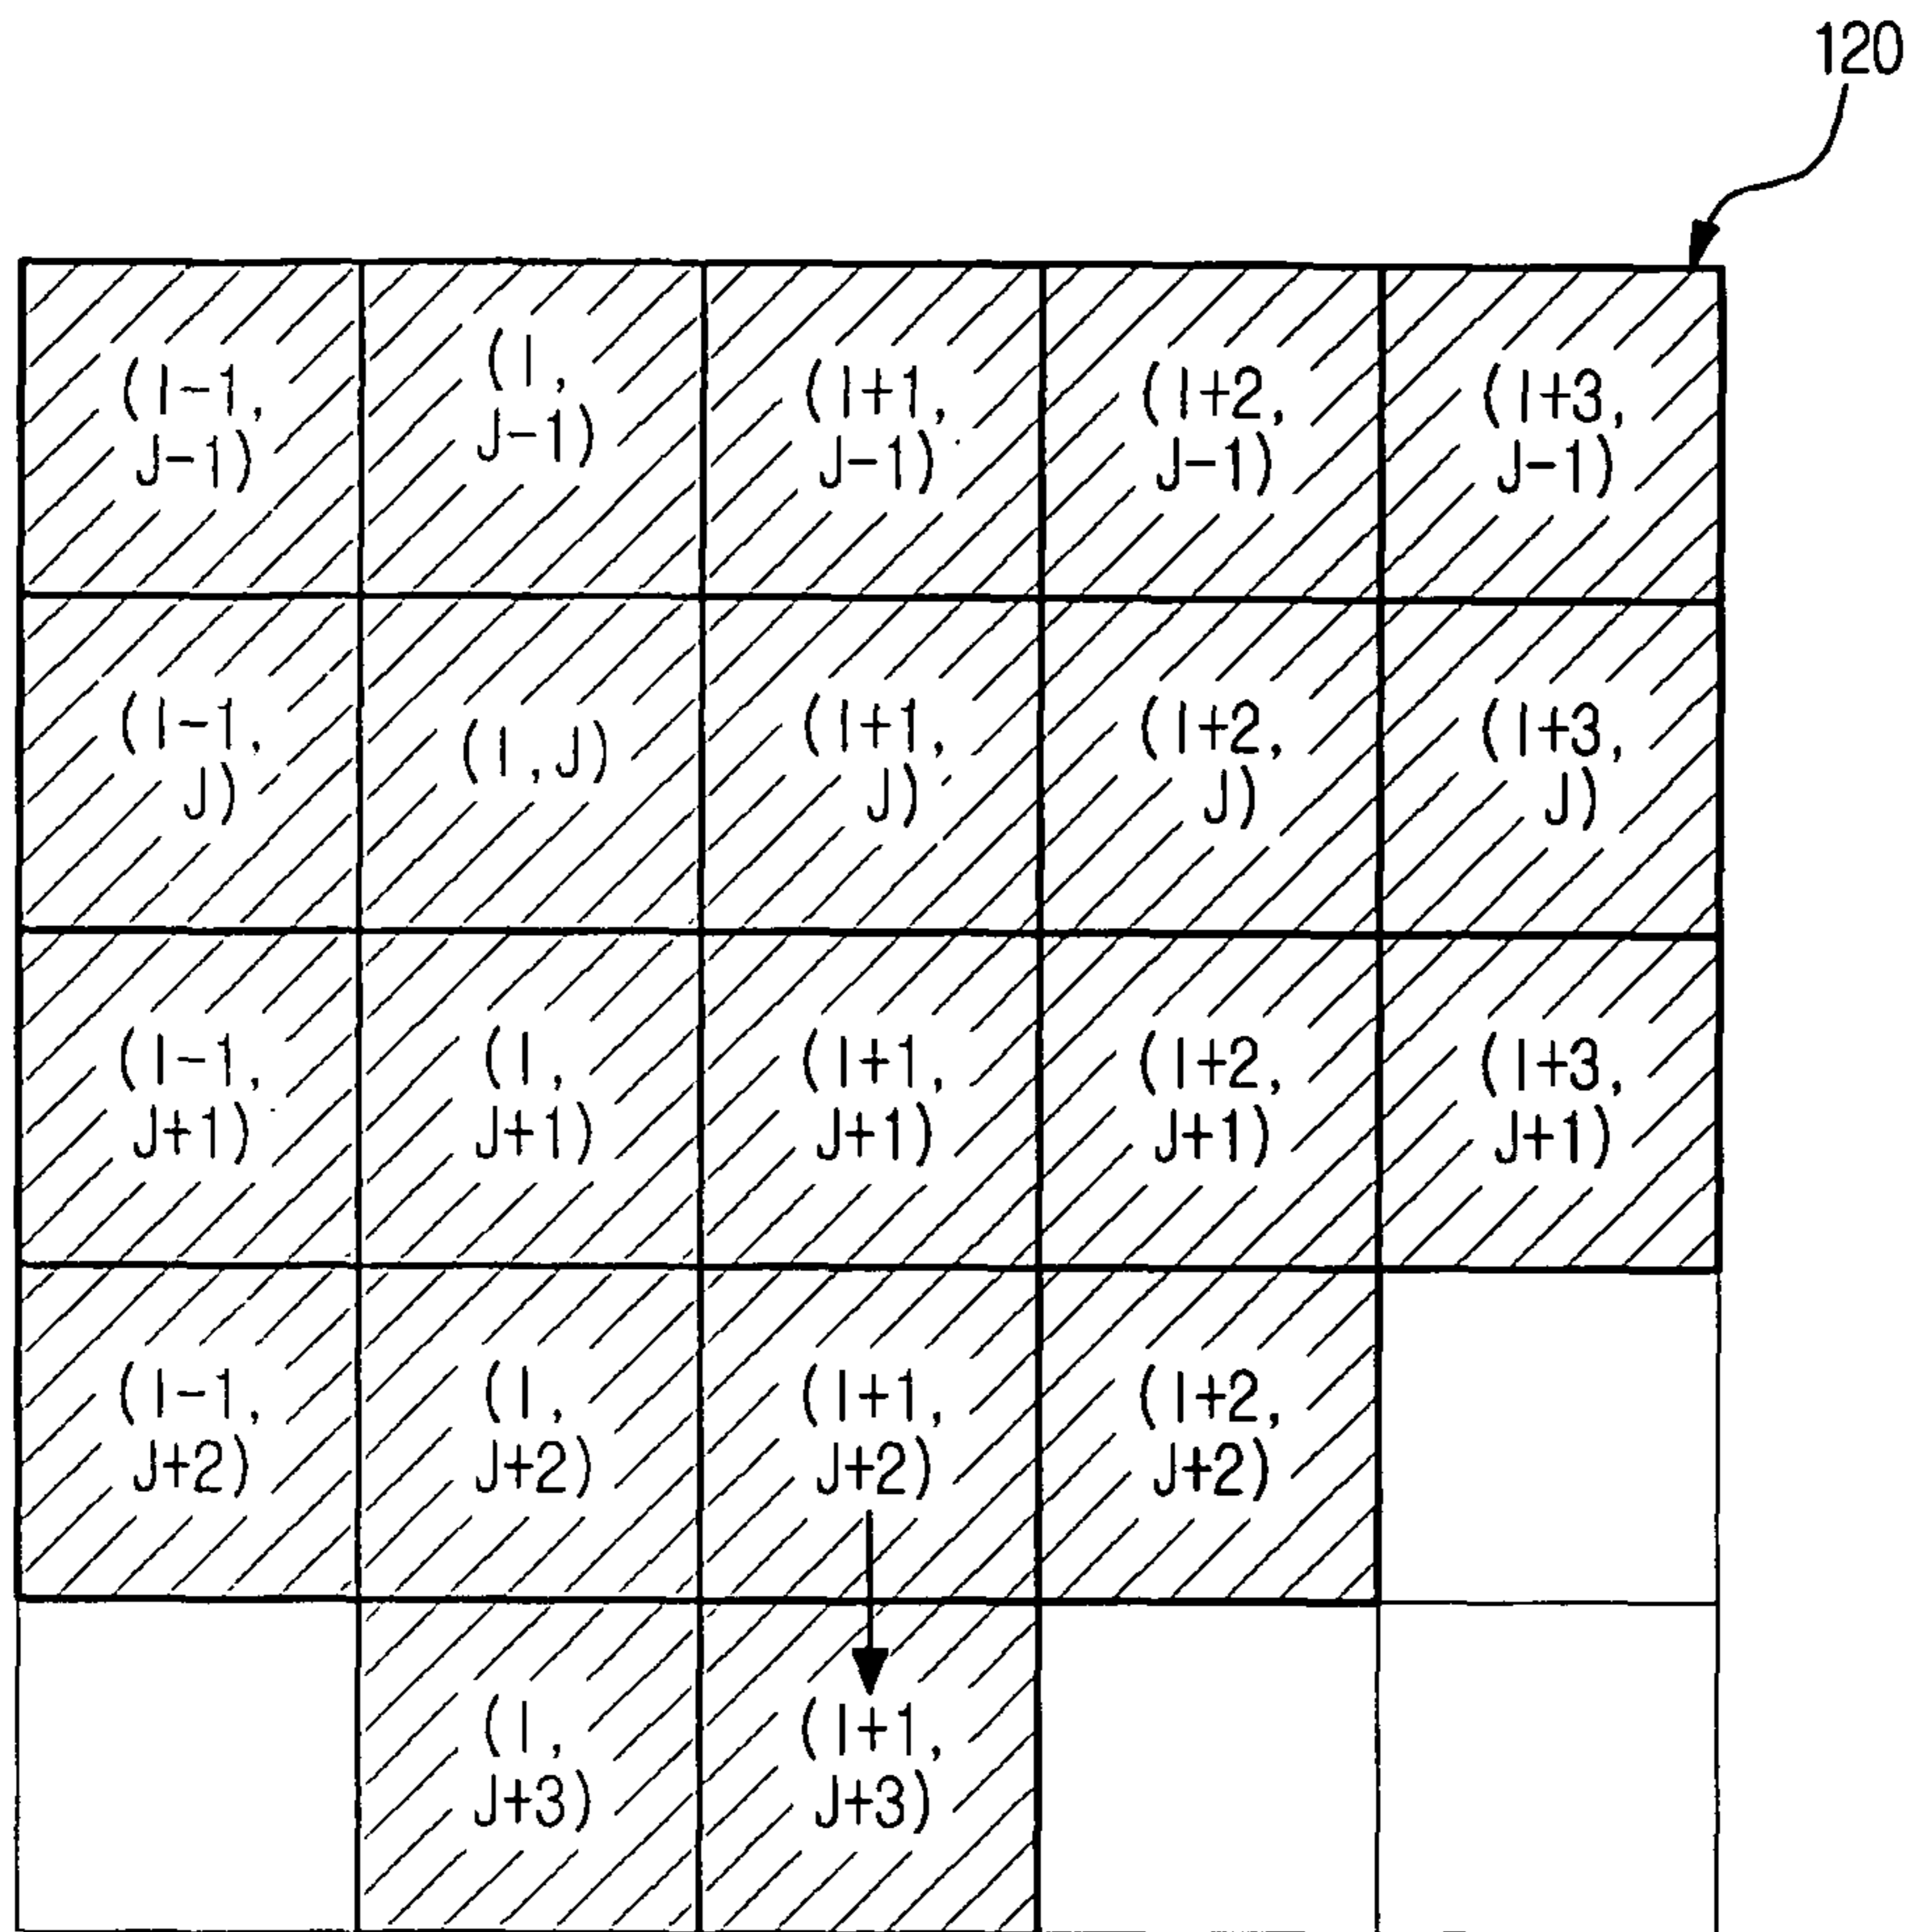 120
(I-1,
J-1)
(I,
J-1)
(I+1,
J-1)
(I+2,
J-1)
(I+3,
J-1)
(I-1,
J)
(I,J)
(I+1,
J)
(I+2,
J)
(I+3,
J)
(I-1,
J+1)
(I,
J+1)
(I+1,
J+1)
(I+2,
J+1)
(I+3,
J+1)
(I-1,
J+2)
(I,
J+2)
(I+1,
J+2)
(I+2,
J+2)
(I,
J+3)
(I+1,
J+3)